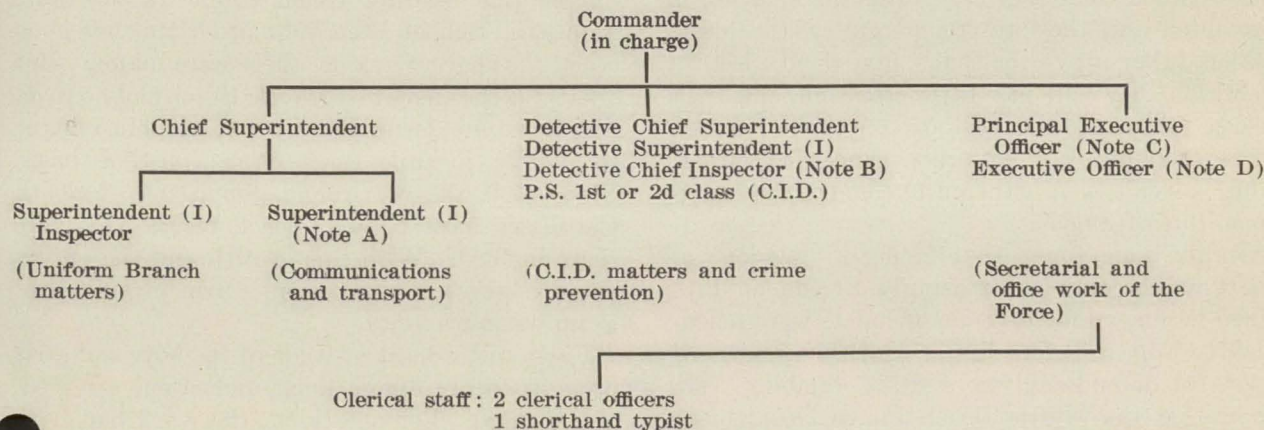 Commander
(in charge)
Chief Superintendent
Superintendent (I)
Inspector
(Uniform Branch
matters)
Superintendent (I)
(Note A)
(Communications
and transport)
Detective Chief Superintendent
Detective Superintendent (I)
Detective Chief Inspector (Note B)
P.S. 1st or 2d class (C.I.D.)
(C.I.D. matters and crime
prevention)
Principal Executive
Officer (Note C)
Executive Officer (Note D)
(Secretarial and
office work of the
Force)
Clerical staff: 2 clerical officers
1 shorthand typist